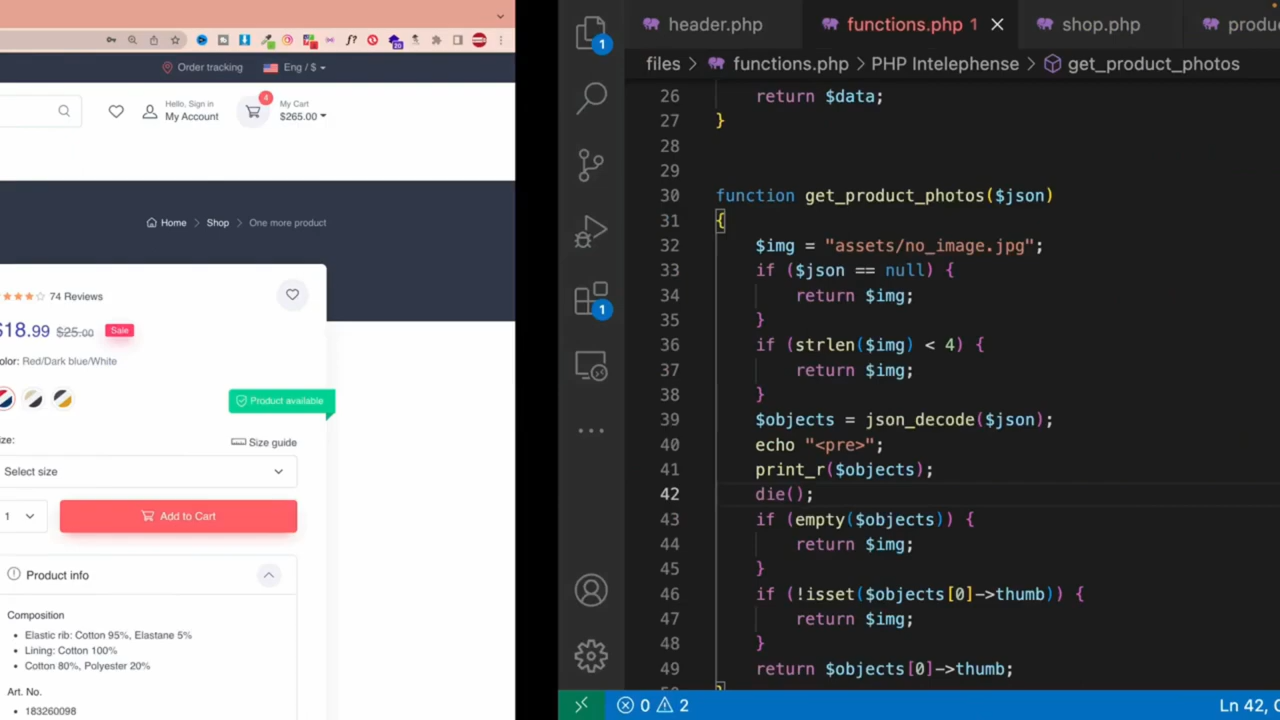 Order tracking
Eng / $
Hello, Sign in
My Account
4
My Cart
$265.00
Home > Shop > One more product
74 Reviews
$18.99 $25.00 Sale
olor: Red/Dark blue/White
Product available
ize:
Size guide
Select size
1
Add to Cart
Product info
Composition
• Elastic rib: Cotton 95%, Elastane 5%
• Lining: Cotton 100%
• Cotton 80%, Polyester 20%
Art. No.
• 183260098
1
1
header.php
functions.php 1
shop.php
produ
files > functions.php > PHP Intelephense > get_product_photos
26 return $data;
27 }
28
29
30 function get_product_photos($json)
31 {
32 $img = "assets/no_image.jpg";
33 if ($json == null) {
34 return $img;
35 }
36 if (strlen($img) < 4) {
37 return $img;
38 }
39 $objects = json_decode($json);
40 echo "<pre>";
41 print_r($objects);
42 die();
43 if (empty($objects)) {
44 return $img;
45 }
46 if (!isset($objects[0]->thumb)) {
47 return $img;
48 }
49 return $objects[0]->thumb;
0 2
Ln 42, C